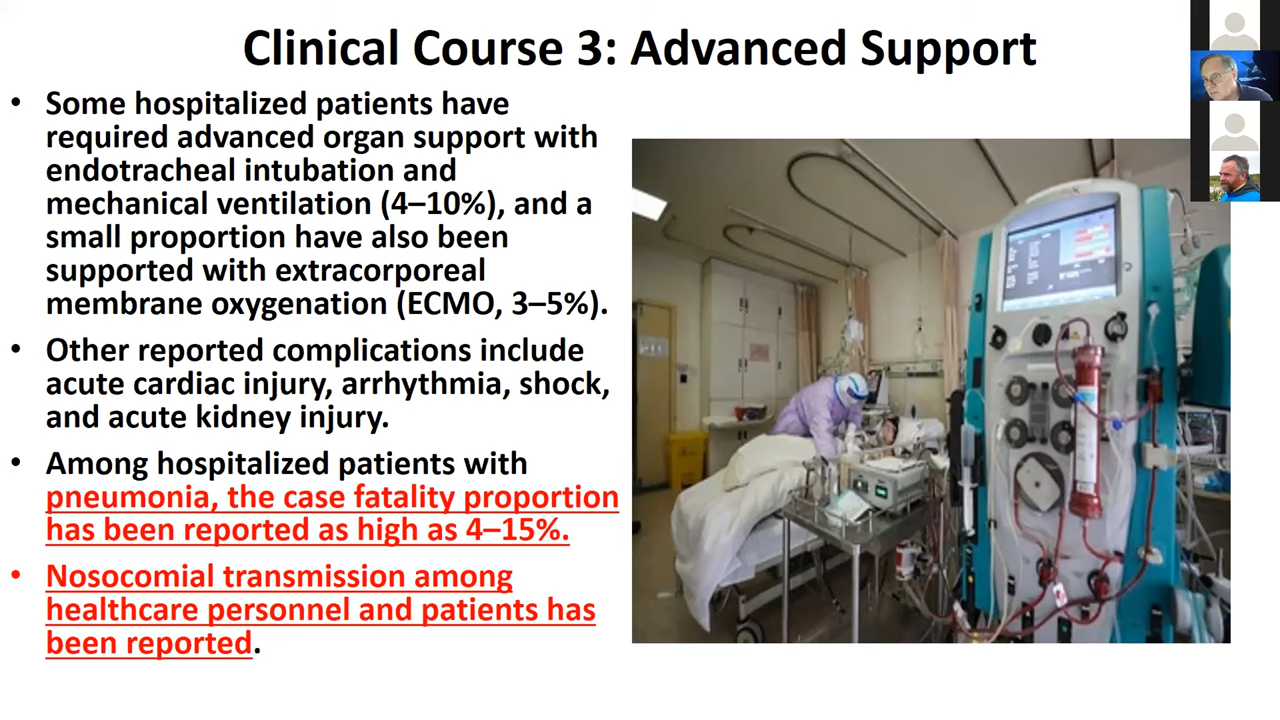 Clinical Course 3: Advanced Support
• Some hospitalized patients have
required advanced organ support with
endotracheal intubation and
mechanical ventilation (4–10%), and a
small proportion have also been
supported with extracorporeal
membrane oxygenation (ECMO, 3–5%).
• Other reported complications include
acute cardiac injury, arrhythmia, shock,
and acute kidney injury.
• Among hospitalized patients with
pneumonia, the case fatality proportion
has been reported as high as 4–15%.
• Nosocomial transmission among
healthcare personnel and patients has
been reported.